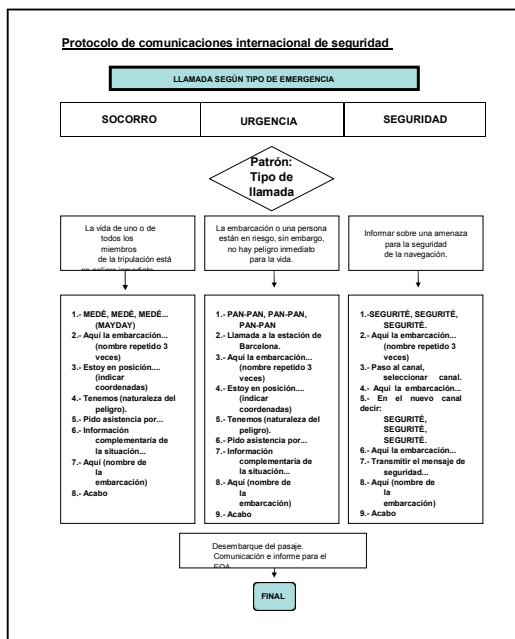 Protocolo de comunicaciones internacional de seguridad
LLAMADA SEGÚN TIPO DE EMERGENCIA
SOCORRO
URGENCIA
SEGURIDAD
Patrón:
Tipo de
llamada
La vida de uno o de
todos los
miembros
de la tripulación está
en peligro inmediato
La embarcación o una persona
están en riesgo, sin embargo,
no hay peligro inmediato
para la vida.
Informar sobre una amenaza
para la seguridad
de la navegación.
1.- MEDÉ, MEDÉ, MEDÉ...
(MAYDAY)
2.- Aquí la embarcación...
(nombre repetido 3
veces)
3.- Estoy en posición....
(indicar
coordenadas)
4.- Tenemos (naturaleza del
peligro).
5.- Pido asistencia por...
6.- Información
complementaría de
la situación...
7.- Aquí (nombre de
la
embarcación)
8.- Acabo
1.- PAN-PAN, PAN-PAN,
PAN-PAN
2.- Llamada a la estación de
Barcelona.
3.- Aquí la embarcación...
(nombre repetido 3
veces)
4.- Estoy en posición....
(indicar
coordenadas)
5.- Tenemos (naturaleza del
peligro).
6.- Pido asistencia por...
7.- Información
complementaría de
la situación...
8.- Aquí (nombre de
la
embarcación)
9.- Acabo
1.-SEGURITÉ, SEGURITÉ,
SEGURITÉ.
2.- Aquí la embarcación...
(nombre repetido 3
veces)
3.- Paso al canal,
seleccionar canal.
4.- Aquí la embarcación...
5.- En el nuevo canal
decir:
SEGURITÉ,
SEGURITÉ,
SEGURITÉ.
6.- Aquí la embarcación...
7.- Transmitir el mensaje de
seguridad...
8.- Aquí (nombre de
la
embarcación)
9.- Acabo
Desembarque del pasaje.
Comunicación e informe para el
EOA
FINAL